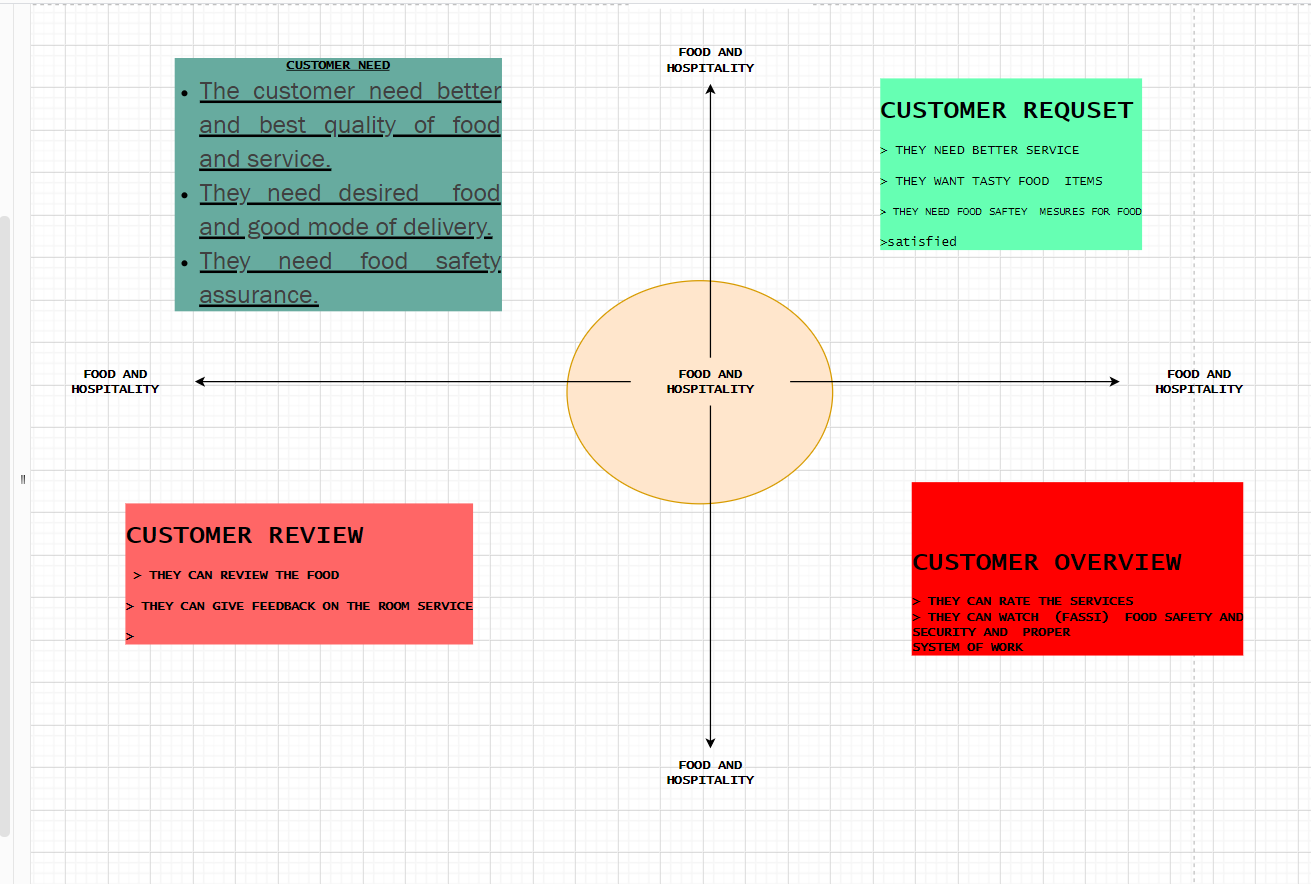 FOOD AND
HOSPITALITY
CUSTOMER NEED
• The customer need better
and best quality of food
and service.
• They need desired food
and good mode of delivery.
• They need food safety
assurance.
CUSTOMER REQUSET
> THEY NEED BETTER SERVICE
> THEY WANT TASTY FOOD ITEMS
> THEY NEED FOOD SAFTEY MESURES FOR FOOD
>satisfied
FOOD AND
HOSPITALITY
FOOD AND
HOSPITALITY
FOOD AND
HOSPITALITY
CUSTOMER REVIEW
> THEY CAN REVIEW THE FOOD
> THEY CAN GIVE FEEDBACK ON THE ROOM SERVICE
>
CUSTOMER OVERVIEW
> THEY CAN RATE THE SERVICES
> THEY CAN WATCH (FASSI) FOOD SAFETY AND
SECURITY AND PROPER
SYSTEM OF WORK
FOOD AND
HOSPITALITY